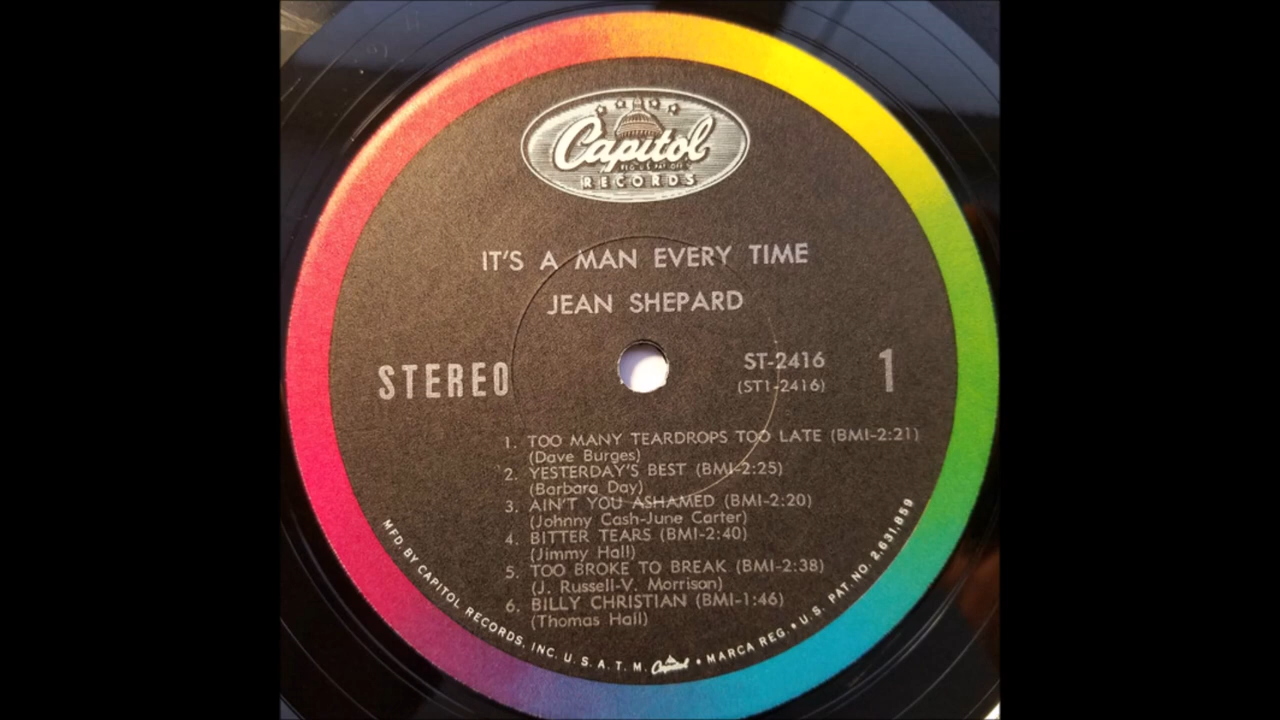 Capitol
RECORDS
IT'S A MAN EVERY TIME
JEAN SHEPARD
STEREO
ST-2416
(ST1-2416)
1
1. TOO MANY TEARDROPS TOO LATE (BMI-2:21)
(Dave Burges)
2. YESTERDAY'S BEST (BMI-2:25)
(Barbara Day)
3. AIN'T YOU ASHAMED (BMI-2:20)
(Johnny Cash-June Carter)
4. BITTER TEARS (BMI-2:40)
(Jimmy Hall)
5. TOO BROKE TO BREAK (BMI-2:38)
(J. Russell-V. Morrison)
6. BILLY CHRISTIAN (BMI-1:46)
(Thomas Hall)
MFD. BY CAPITOL RECORDS, INC. U. S. A. T. M. Capitol • MARCA REG. • U. S. PAT. NO. 2,631,859